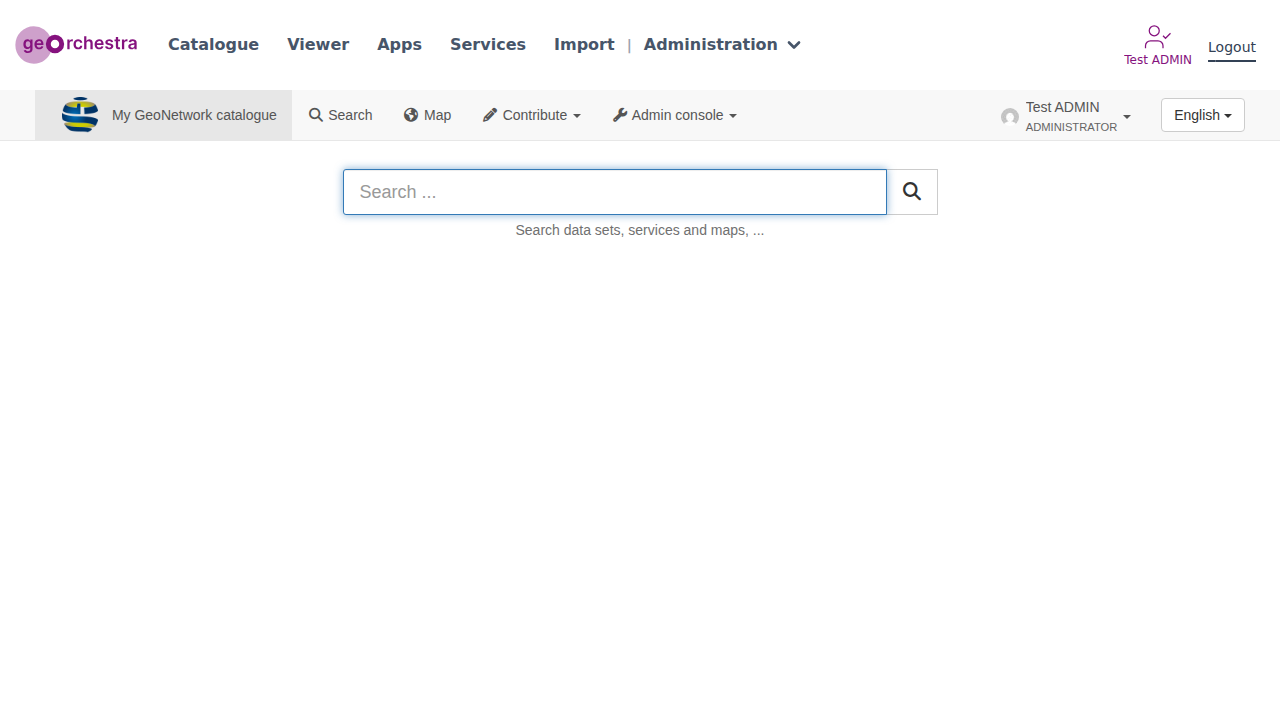 geOrchestra Catalogue Viewer Apps Services Import | Administration
Test ADMIN
Logout
My GeoNetwork catalogue Search Map Contribute Admin console
Test ADMIN
ADMINISTRATOR
English
Search ...
Search data sets, services and maps, ...